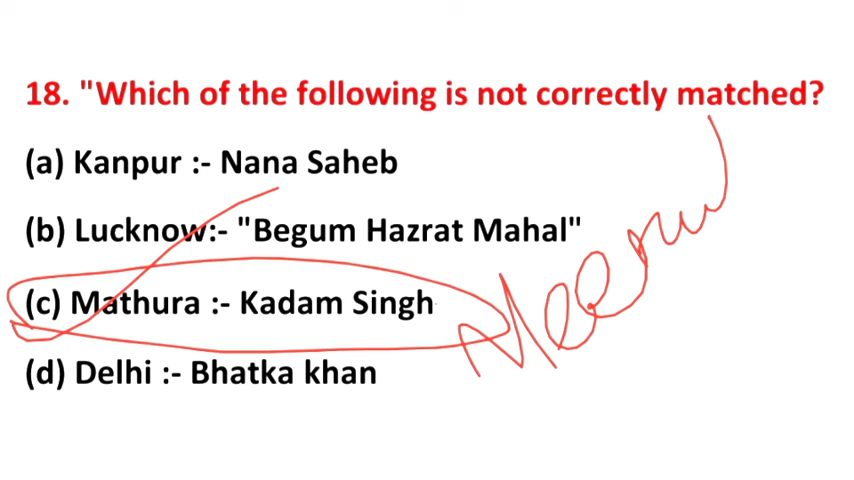 18. "Which of the following is not correctly matched?
(a) Kanpur :- Nana Saheb
(b) Lucknow:- "Begum Hazrat Mahal"
(c) Mathura :- Kadam Singh
(d) Delhi :- Bhatka khan